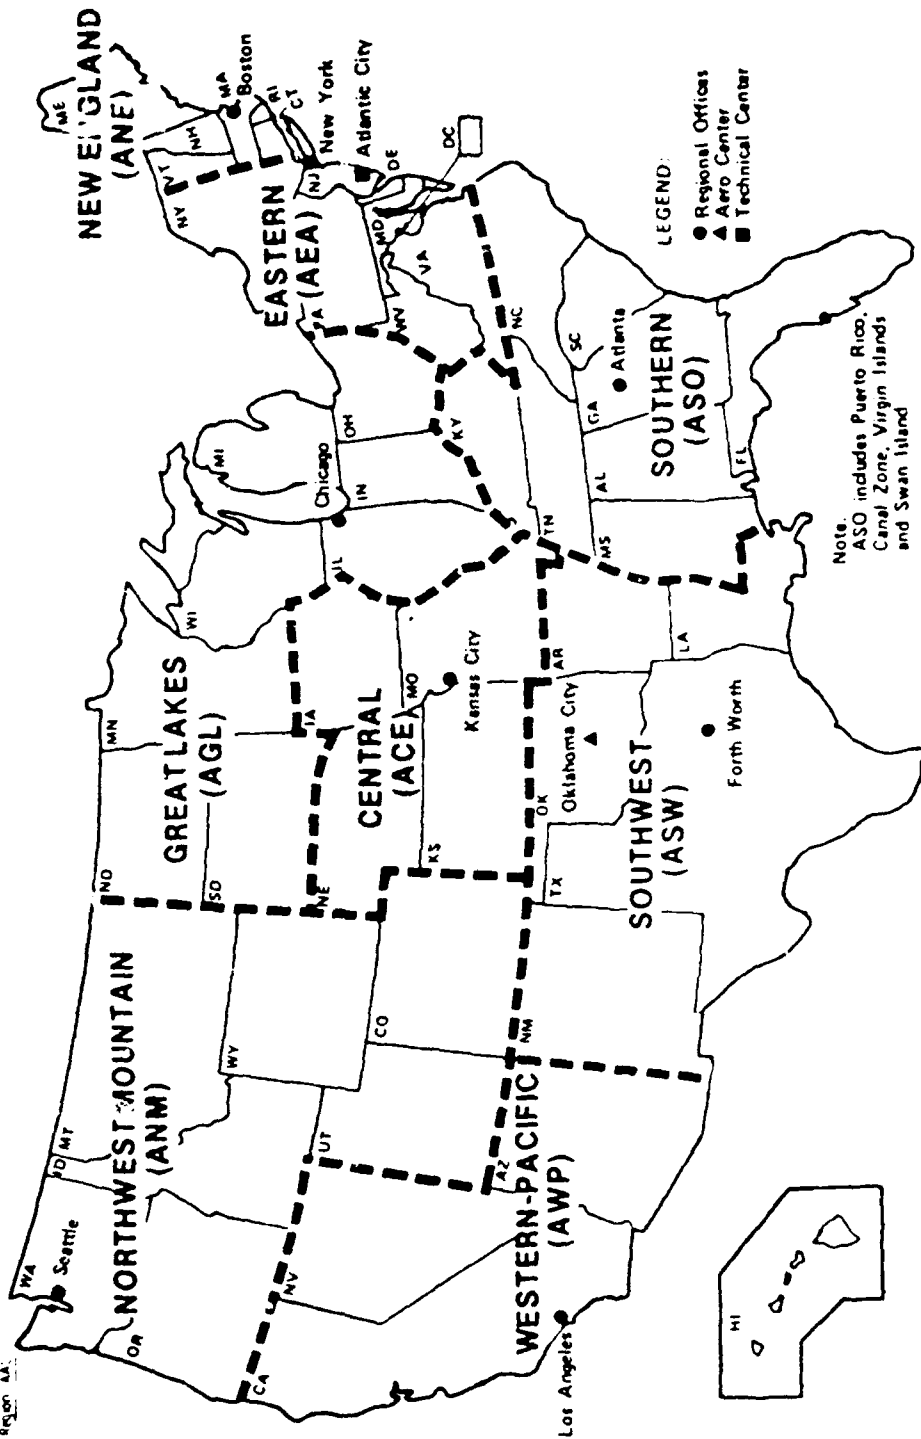 Region
WA
Seattle
ID
MT
ND
MN
NORTHWEST MOUNTAIN
(ANM)
GREAT LAKES
(AGL)
WI
MI
NEW E GLAND
(ANE)
ME
VT
NH
NY
MA
Boston
RI
CT
New York
NJ
Atlantic City
OR
WY
SD
IA
IL
Chicago
IN
OH
EASTERN
(AEA)
DE
MD
DC
CA
NV
UT
CO
NE
CENTRAL
(ACE)
MO
Kansas City
KS
KY
WV
VA
WESTERN-PACIFIC
(AWP)
AZ
NM
TX
OK
Oklahoma City
AR
TN
NC
SC
Los Angeles
SOUTHWEST
(ASW)
Forth Worth
LA
MS
AL
GA
Atlanta
SOUTHERN
(ASO)
FL
HI
LEGEND:
Regional Offices
Aero Center
Technical Center
Note.
ASO includes Puerto Rico,
Canal Zone, Virgin Islands
and Swan Island